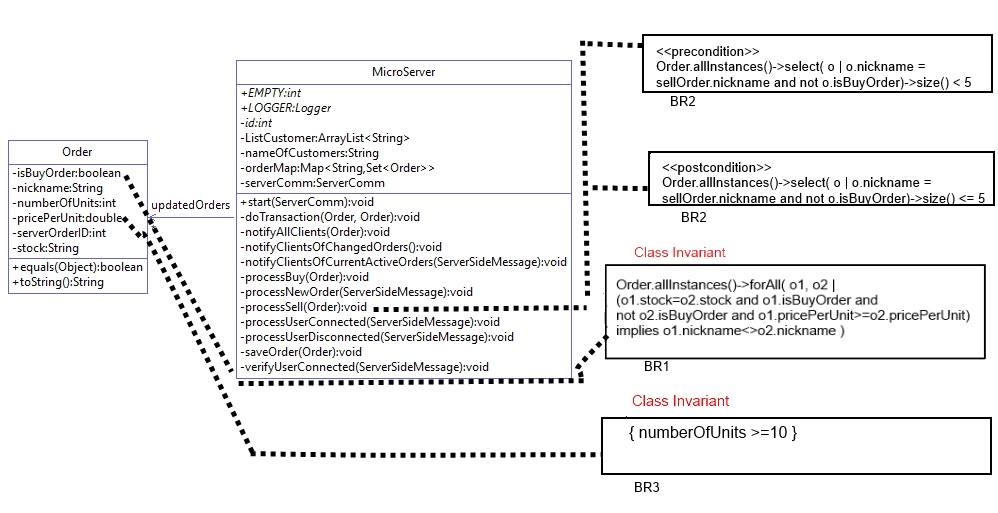 Order
-isBuyOrder:boolean
-nickname:String
-numberOfUnits:int
-pricePerUnit:double
-serverOrderID:int
-stock:String
+equals(Object):boolean
+toString():String
updatedOrders
MicroServer
+EMPTY:int
+LOGGER:Logger
-id:int
-ListCustomer:ArrayList<String>
-nameOfCustomers:String
-orderMap:Map<String,Set<Order>>
-serverComm:ServerComm
+start(ServerComm):void
-doTransaction(Order, Order):void
-notifyAllClients():void
-notifyClientsOfChangedOrders():void
-notifyClientsOfCurrentActiveOrders(ServerSideMessage):void
-processBuy(Order):void
-processNewOrder(ServerSideMessage):void
-processSell(Order):void
-processUserConnected(ServerSideMessage):void
-processUserDisconnected(ServerSideMessage):void
-saveOrder(Order):void
-verifyUserConnected(ServerSideMessage):void
<<precondition>>
Order.allInstances()->select( o | o.nickname =
sellOrder.nickname and not o.isBuyOrder)->size() < 5
BR2
<<postcondition>>
Order.allInstances()->select( o | o.nickname =
sellOrder.nickname and not o.isBuyOrder)->size() <= 5
BR2
Class Invariant
Order.allInstances()->forAll( o1, o2 |
(o1.stock=o2.stock and o1.isBuyOrder and
not o2.isBuyOrder and o1.pricePerUnit>=o2.pricePerUnit)
implies o1.nickname<>o2.nickname )
BR1
Class Invariant
{ numberOfUnits >=10 }
BR3